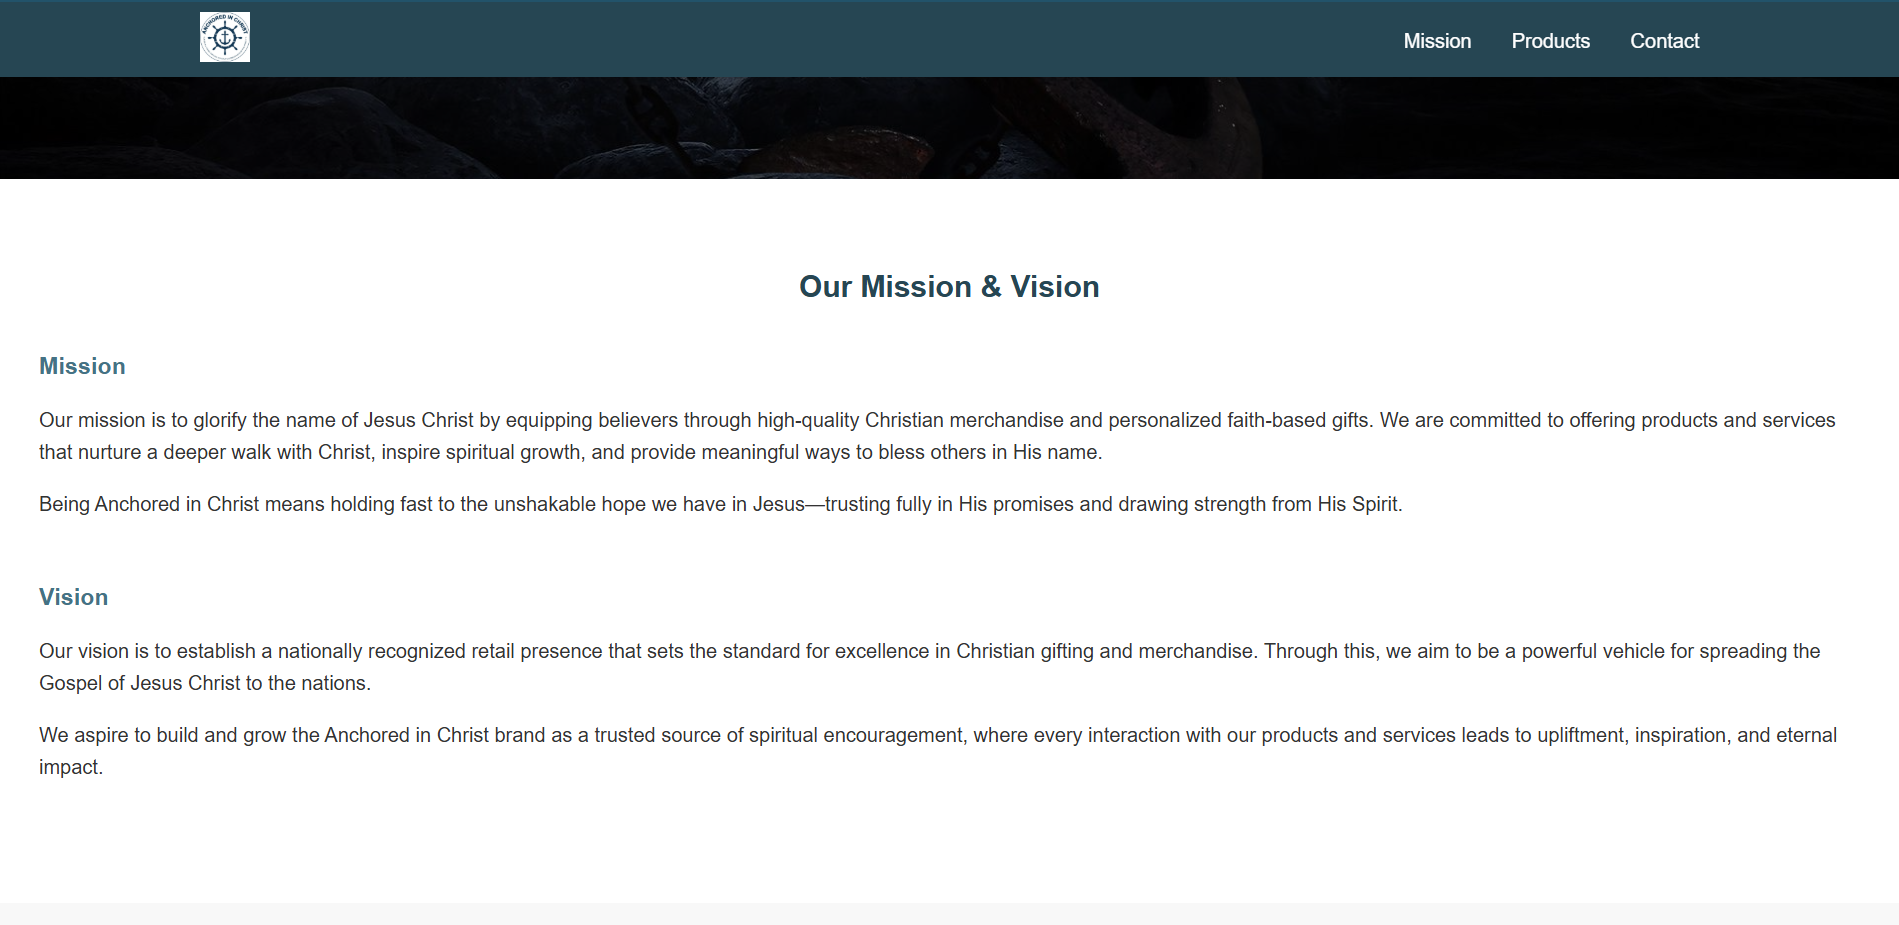 ANCHORED IN CHRIST
Mission
Products
Contact
Our Mission & Vision
Mission
Our mission is to glorify the name of Jesus Christ by equipping believers through high-quality Christian merchandise and personalized faith-based gifts. We are committed to offering products and services
that nurture a deeper walk with Christ, inspire spiritual growth, and provide meaningful ways to bless others in His name.
Being Anchored in Christ means holding fast to the unshakable hope we have in Jesus—trusting fully in His promises and drawing strength from His Spirit.
Vision
Our vision is to establish a nationally recognized retail presence that sets the standard for excellence in Christian gifting and merchandise. Through this, we aim to be a powerful vehicle for spreading the
Gospel of Jesus Christ to the nations.
We aspire to build and grow the Anchored in Christ brand as a trusted source of spiritual encouragement, where every interaction with our products and services leads to upliftment, inspiration, and eternal
impact.